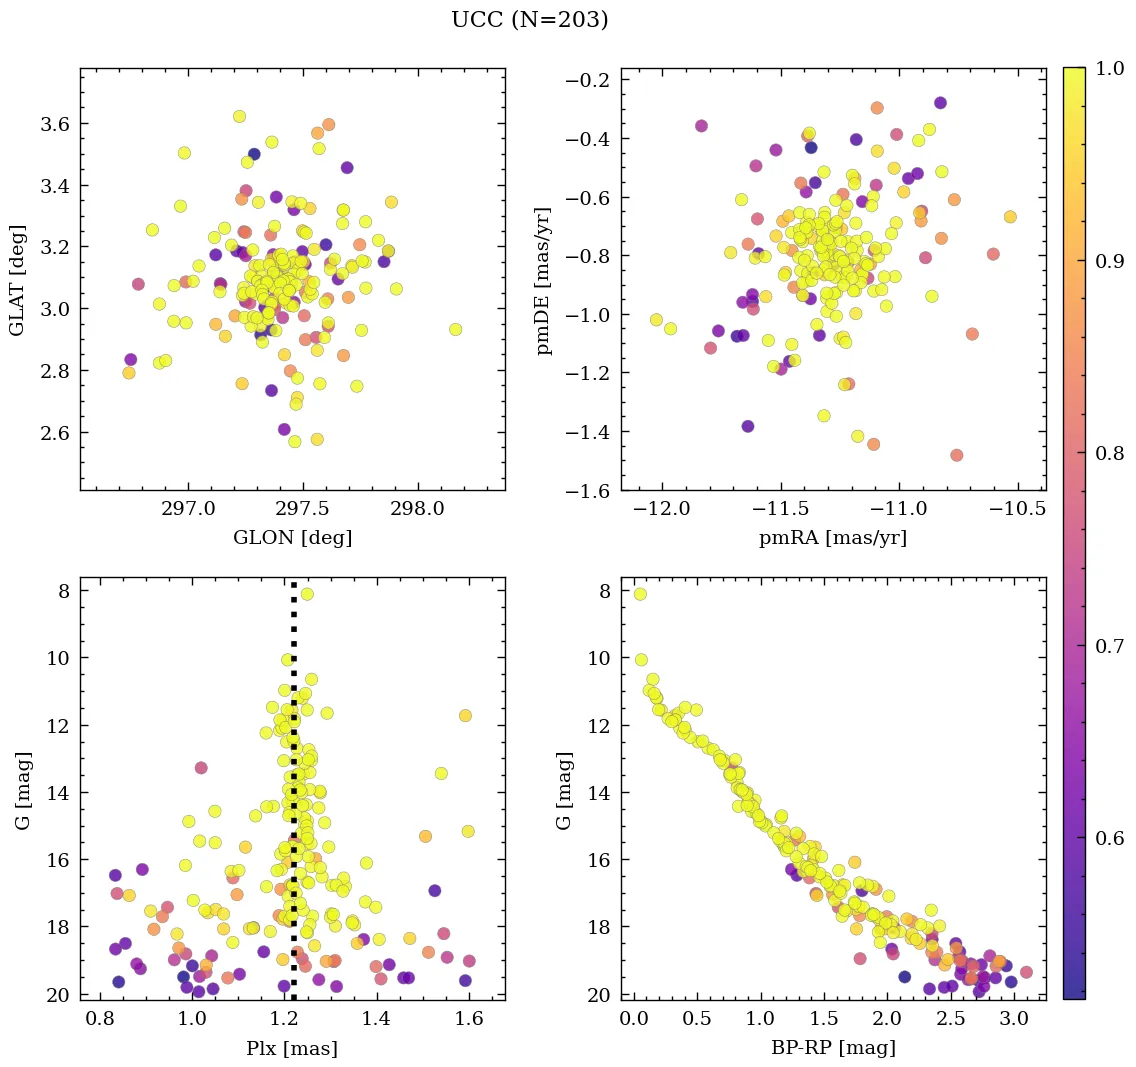 UCC (N=203)
3.6
3.4
3.2
3.0
2.8
2.6
GLAT [deg]
297.0 297.5 298.0
GLON [deg]
−0.2
−0.4
−0.6
−0.8
−1.0
−1.2
−1.4
−1.6
pmDE [mas/yr]
−12.0 −11.5 −11.0 −10.5
pmRA [mas/yr]
1.0
0.9
0.8
0.7
0.6
8
10
12
14
16
18
20
G [mag]
0.8 1.0 1.2 1.4 1.6
Plx [mas]
8
10
12
14
16
18
20
G [mag]
0.0 0.5 1.0 1.5 2.0 2.5 3.0
BP-RP [mag]